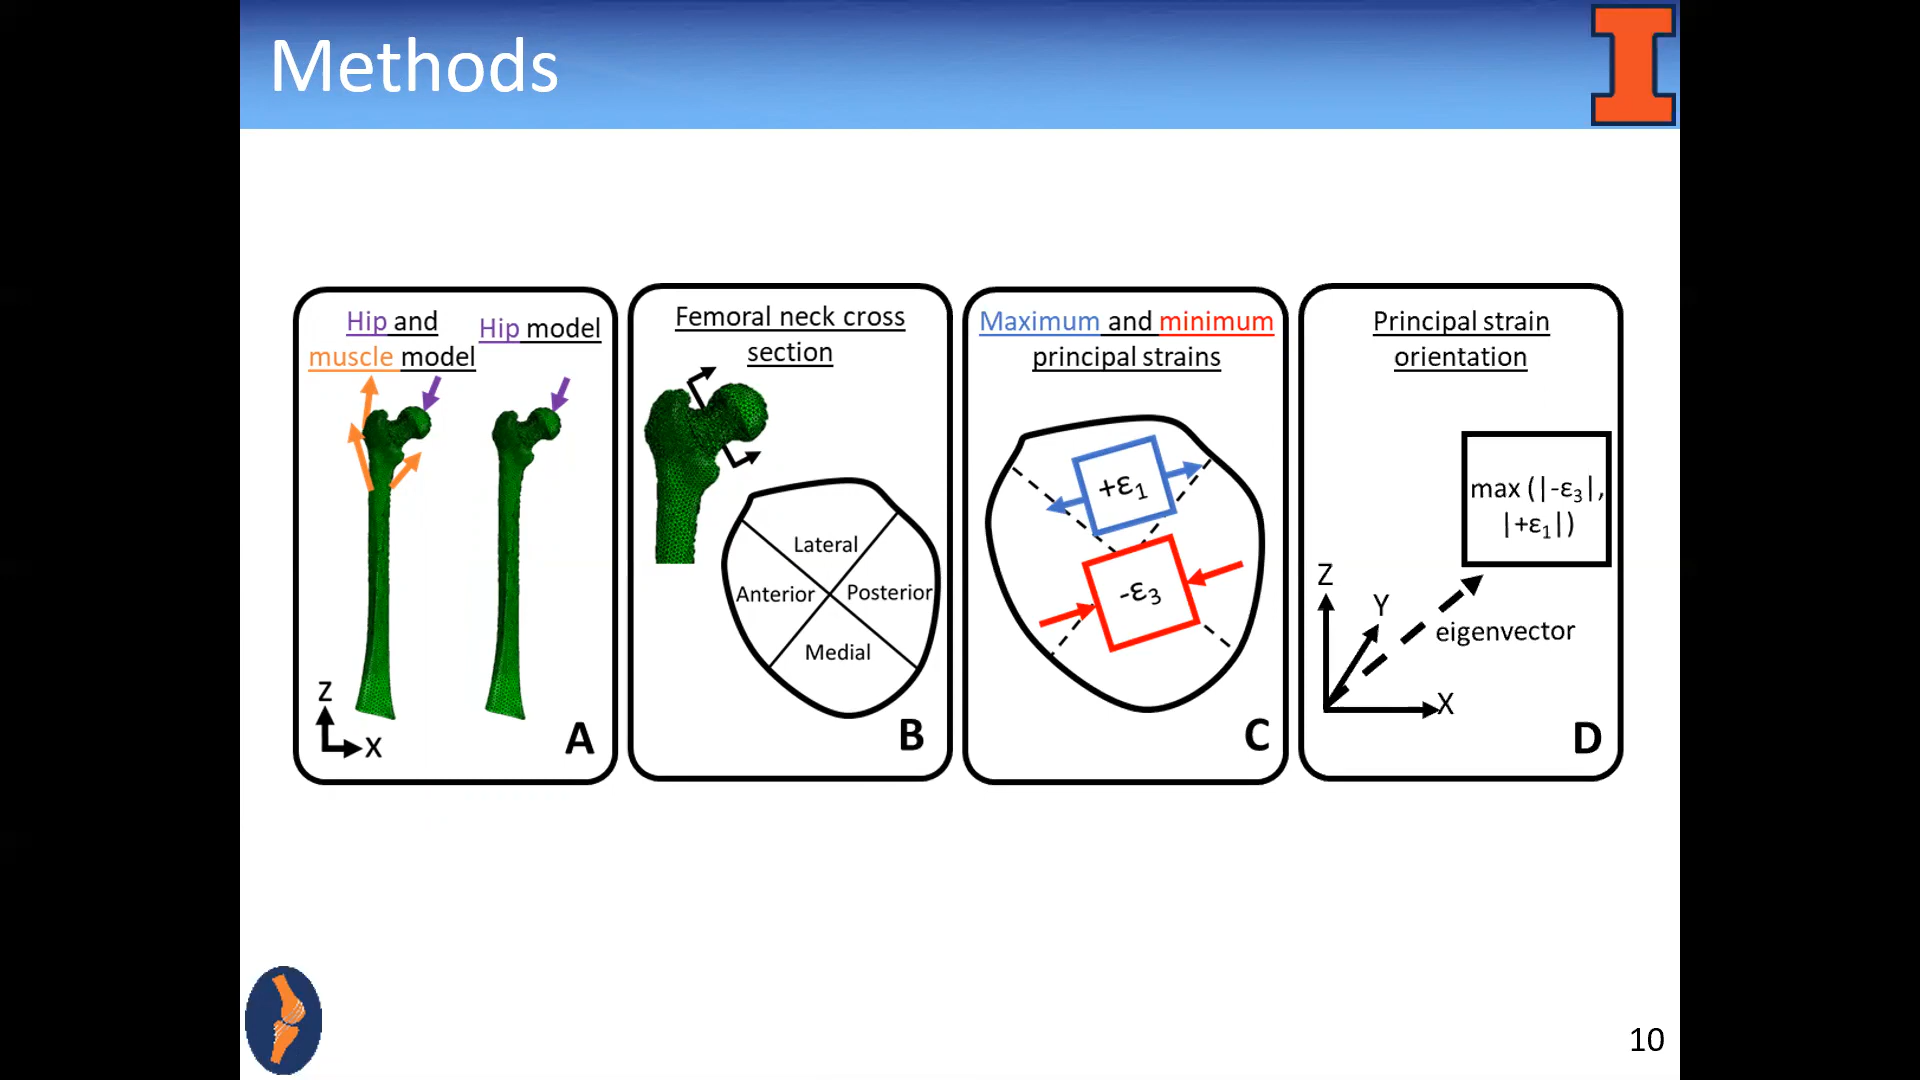 Methods
Hip and
muscle model
Hip model
Z
X
A
Femoral neck cross
section
Lateral
Anterior
Posterior
Medial
B
Maximum and minimum
principal strains
+ε₁
-ε₃
C
Principal strain
orientation
max (|-ε₃|,
|+ε₁|)
Z
Y
eigenvector
X
D
10